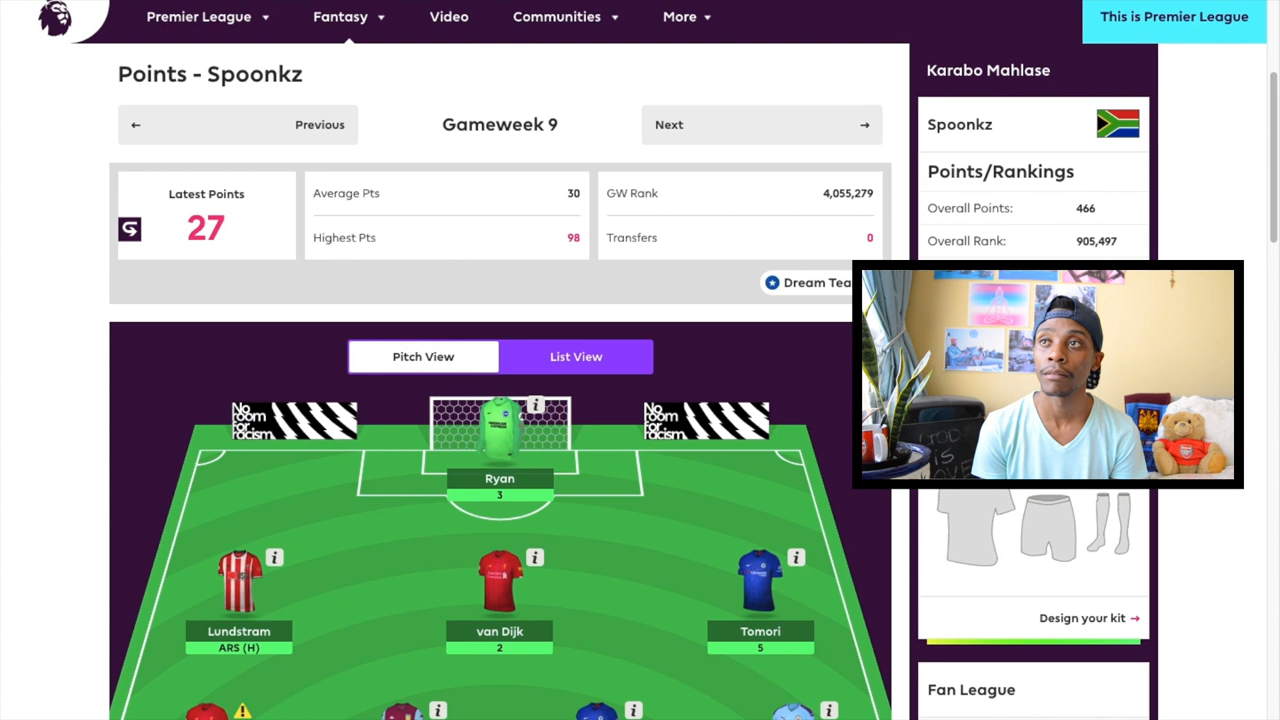 Premier League
Fantasy
Video
Communities
More
This is Premier League
Points - Spoonkz
← Previous
Gameweek 9
Next →
Latest Points
27
Average Pts 30
Highest Pts 98
GW Rank 4,055,279
Transfers 0
Dream Tea
Pitch View
List View
No room for racism
No room for racism
Ryan
3
Lundstram
ARS (H)
van Dijk
2
Tomori
5
Karabo Mahlase
Spoonkz
Points/Rankings
Overall Points: 466
Overall Rank: 905,497
GOD
IS
Design your kit →
Fan League